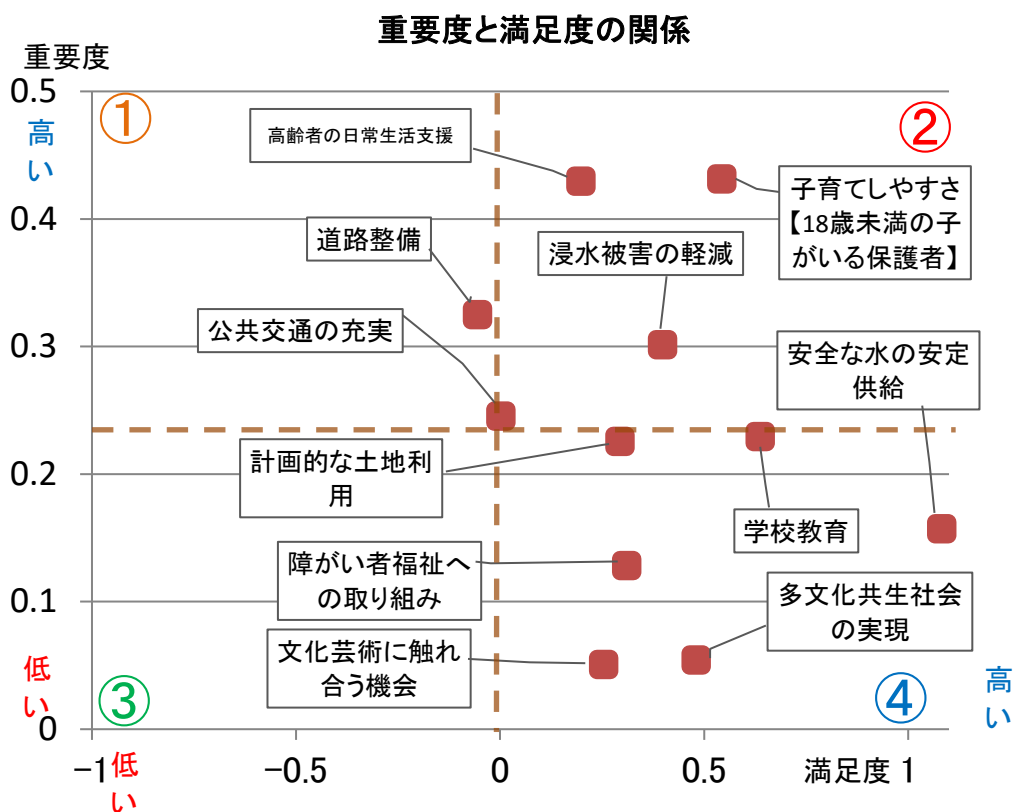 重要度と満足度の関係
重要度
0.5
高い
①
②
高齢者の日常生活支援
子育てしやすさ
【18歳未満の子
がいる保護者】
0.4
道路整備
浸水被害の軽減
公共交通の充実
0.3
安全な水の安定
供給
計画的な土地利
用
0.2
学校教育
障がい者福祉へ
の取り組み
0.1
多文化共生社会
の実現
文化芸術に触れ
合う機会
低い
③
④
高い
0
-1
低い
-0.5
0
0.5
満足度 1